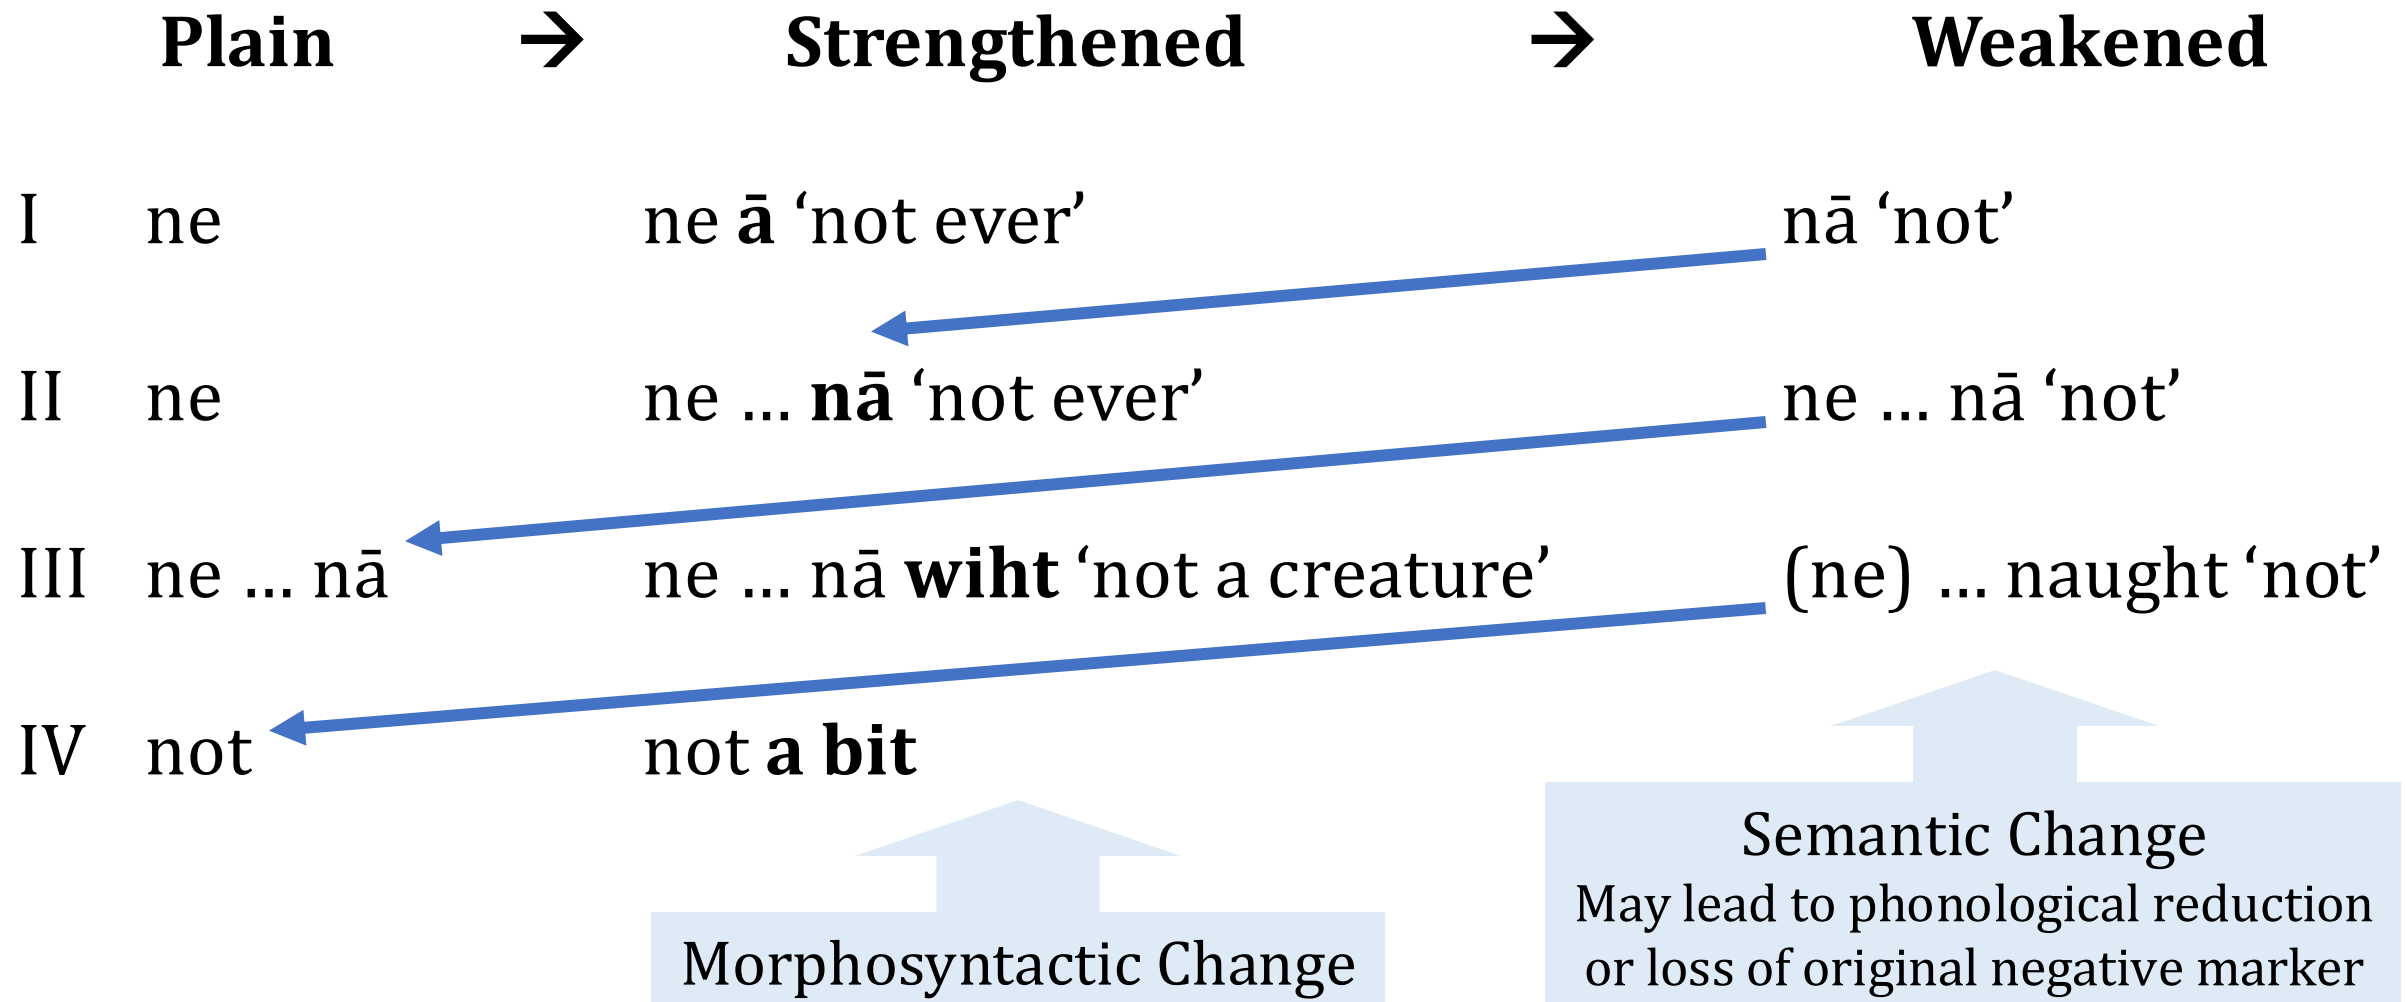 Plain → Strengthened → Weakened
I ne ne ā ‘not ever’ nā ‘not’
II ne ne … nā ‘not ever’ ne … nā ‘not’
III ne … nā ne … nā wiht ‘not a creature’ (ne) … naught ‘not’
IV not not a bit
Morphosyntactic Change
Semantic Change
May lead to phonological reduction
or loss of original negative marker